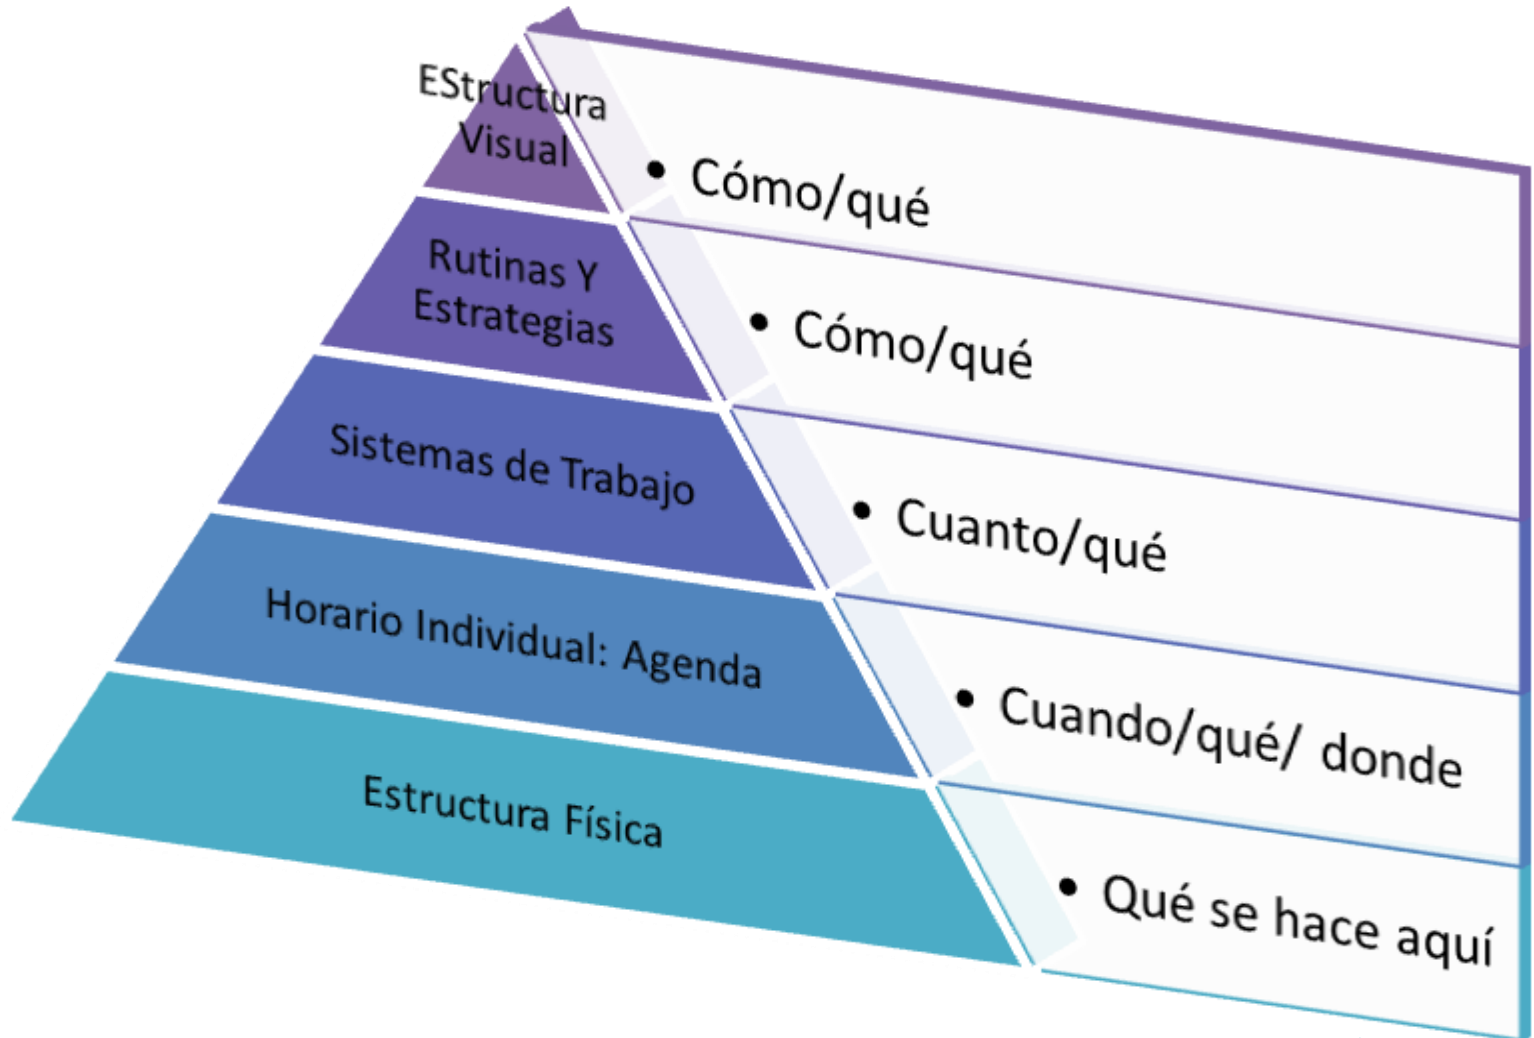 EStructura
Visual
• Cómo/qué
Rutinas Y
Estrategias
• Cómo/qué
Sistemas de Trabajo
• Cuanto/qué
Horario Individual: Agenda
• Cuando/qué/ donde
Estructura Física
• Qué se hace aquí